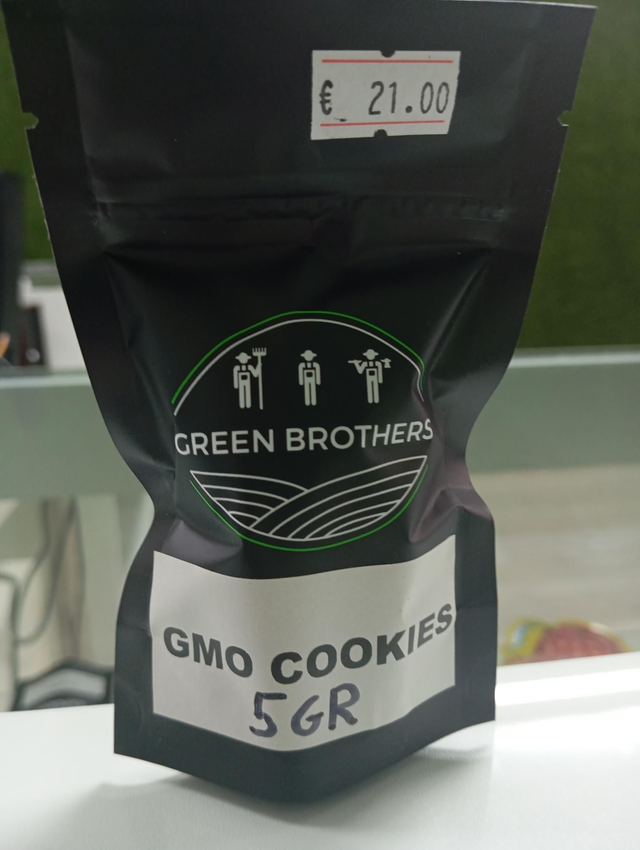 € 21.00
GREEN BROTHERS
GMO COOKIES
5GR